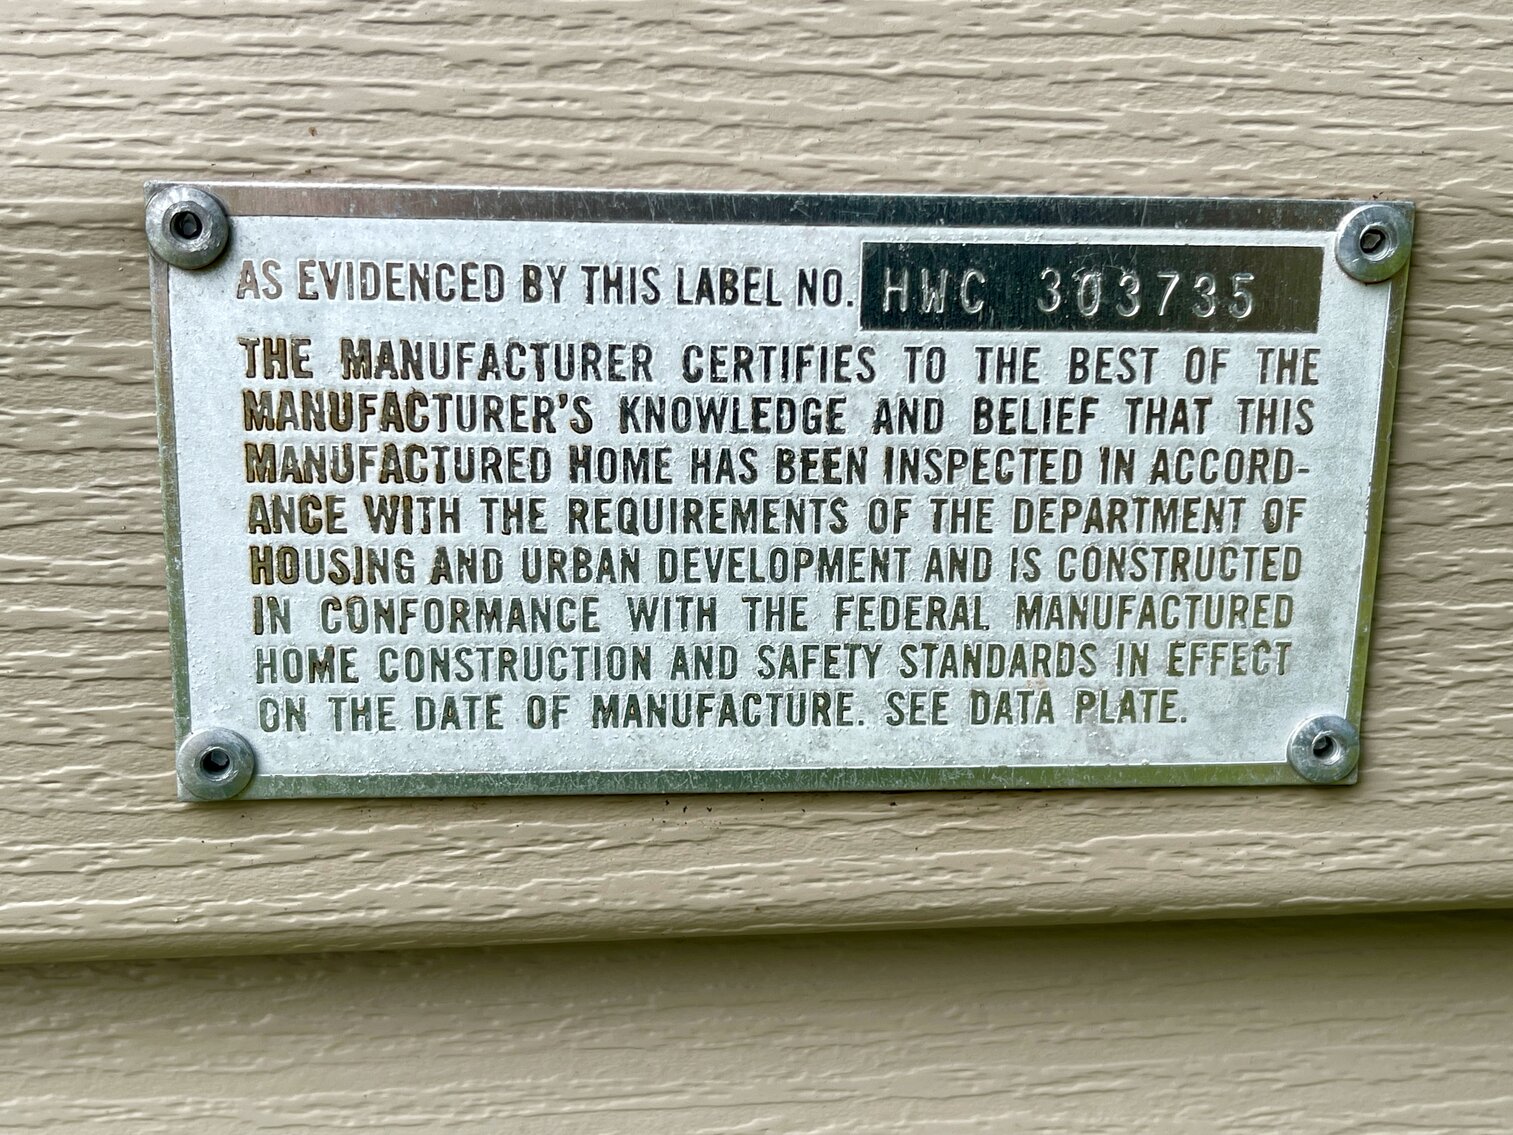 AS EVIDENCED BY THIS LABEL NO. HWC 303735
THE MANUFACTURER CERTIFIES TO THE BEST OF THE
MANUFACTURER'S KNOWLEDGE AND BELIEF THAT THIS
MANUFACTURED HOME HAS BEEN INSPECTED IN ACCORD-
ANCE WITH THE REQUIREMENTS OF THE DEPARTMENT OF
HOUSING AND URBAN DEVELOPMENT AND IS CONSTRUCTED
IN CONFORMANCE WITH THE FEDERAL MANUFACTURED
HOME CONSTRUCTION AND SAFETY STANDARDS IN EFFECT
ON THE DATE OF MANUFACTURE. SEE DATA PLATE.